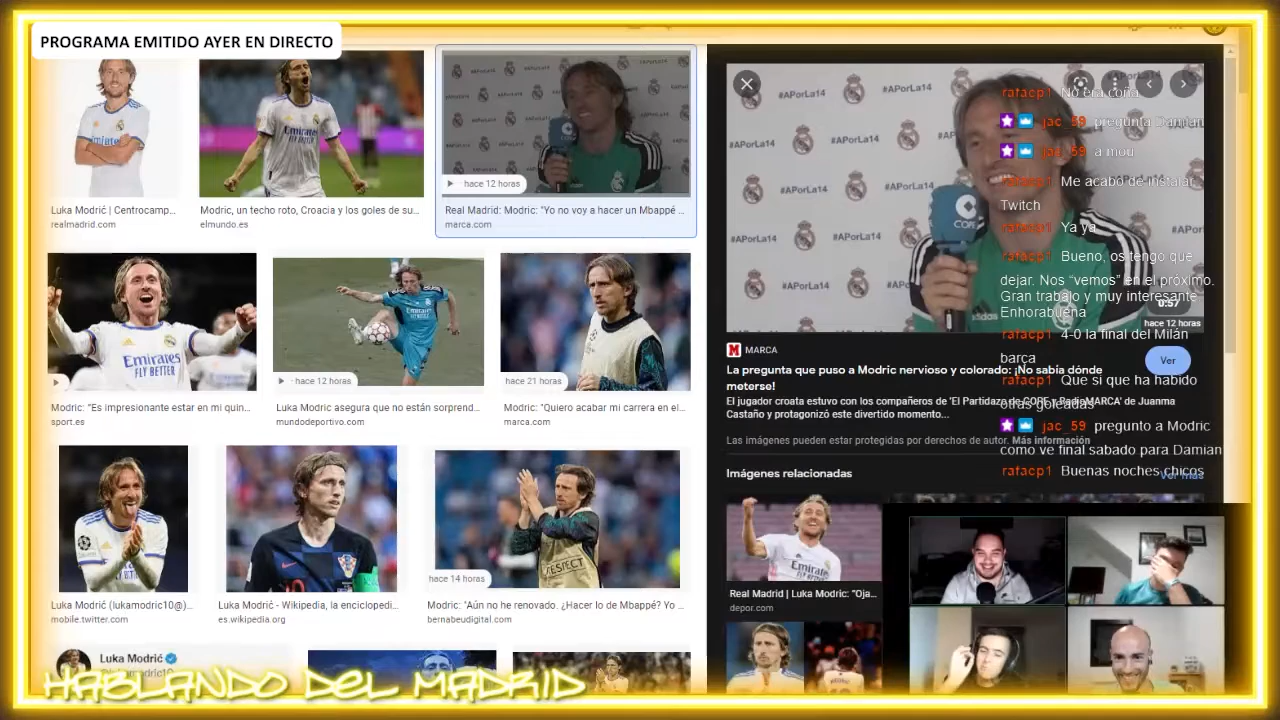 PROGRAMA EMITIDO AYER EN DIRECTO
Luka Modrić | Centrocamp...
realmadrid.com
Modric, un techo roto, Croacia y los goles de su...
elmundo.es
hace 12 horas
Real Madrid: Modric: "Yo no voy a hacer un Mbappé ...
marca.com
Modric: "Es impresionante estar en mi quin...
sport.es
hace 12 horas
Luka Modric asegura que no están sorprend...
mundodeportivo.com
hace 21 horas
Modric: "Quiero acabar mi carrera en el...
marca.com
Luka Modrić (lukamodric10@)...
mobile.twitter.com
Luka Modrić - Wikipedia, la enciclopedi...
es.wikipedia.org
hace 14 horas
Modric: "Aún no he renovado. ¿Hacer lo de Mbappé? Yo ...
bernabeudigital.com
Luka Modrić
HABLANDO DEL MADRID
#APorLa14
#APorLa14
#APorLa14
#APorLa14
#APorLa14
COPE
0:57
hace 12 horas
MARCA
Ver
La pregunta que puso a Modric nervioso y colorado: ¡No sabía dónde
meterse!
El jugador croata estuvo con los compañeros de 'El Partidazo de COPE y RadioMARCA' de Juanma
Castaño y protagonizó este divertido momento...
Las imágenes pueden estar protegidas por derechos de autor. Más información
Imágenes relacionadas
Ver más
Real Madrid | Luka Modric: "Oja...
depor.com
rafacp1 No era coña
jac_59 pregunta Damian
jac_59 a mou
rafacp1 Me acabo de instalar
Twitch
rafacp1 Ya ya
rafacp1 Bueno, os tengo que
dejar. Nos "vemos" en el próximo.
Gran trabajo y muy interesante
Enhorabuena
rafacp1 4-0 la final del Milán
barça
rafacp1 Que si que ha habido
otras goleadas
jac_59 pregunto a Modric
como ve final sabado para Damian
rafacp1 Buenas noches chicos